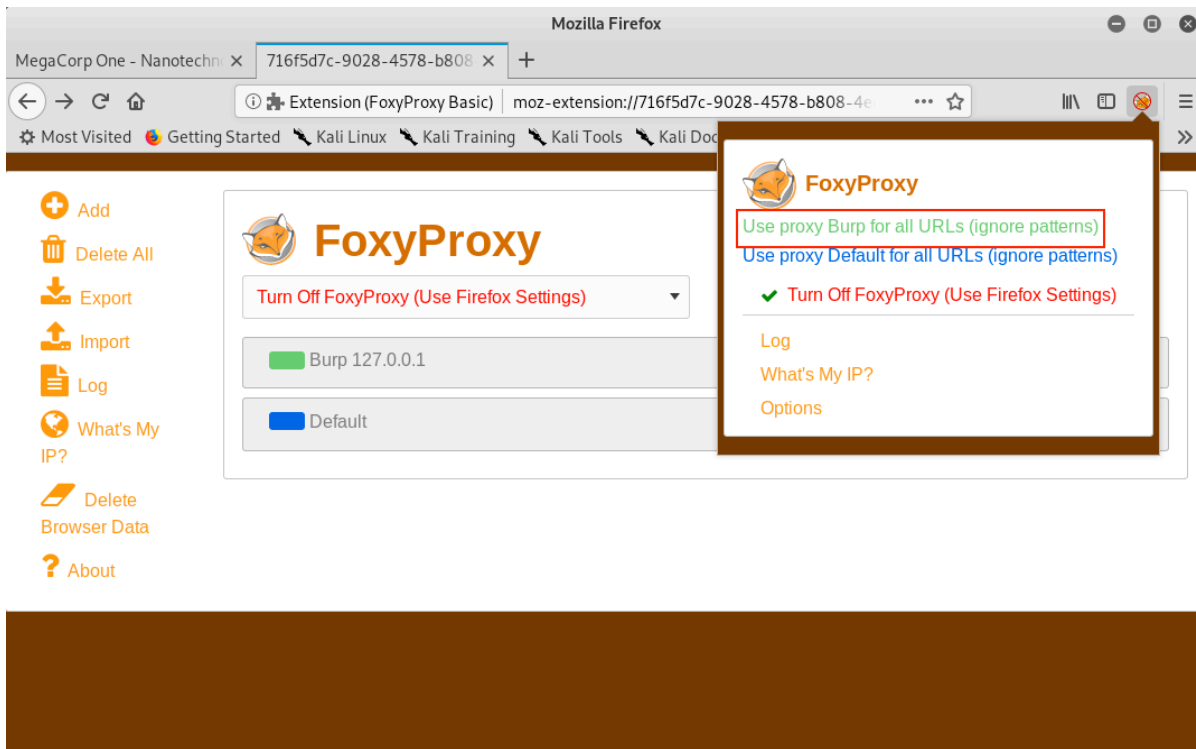 Mozilla Firefox
MegaCorp One - Nanotechn
716f5d7c-9028-4578-b808
Extension (FoxyProxy Basic) moz-extension://716f5d7c-9028-4578-b808-4e
Most Visited Getting Started Kali Linux Kali Training Kali Tools Kali Doc
Add
Delete All
Export
Import
Log
What's My
IP?
Delete
Browser Data
About
FoxyProxy
Turn Off FoxyProxy (Use Firefox Settings)
Burp 127.0.0.1
Default
FoxyProxy
Use proxy Burp for all URLs (ignore patterns)
Use proxy Default for all URLs (ignore patterns)
Turn Off FoxyProxy (Use Firefox Settings)
Log
What's My IP?
Options